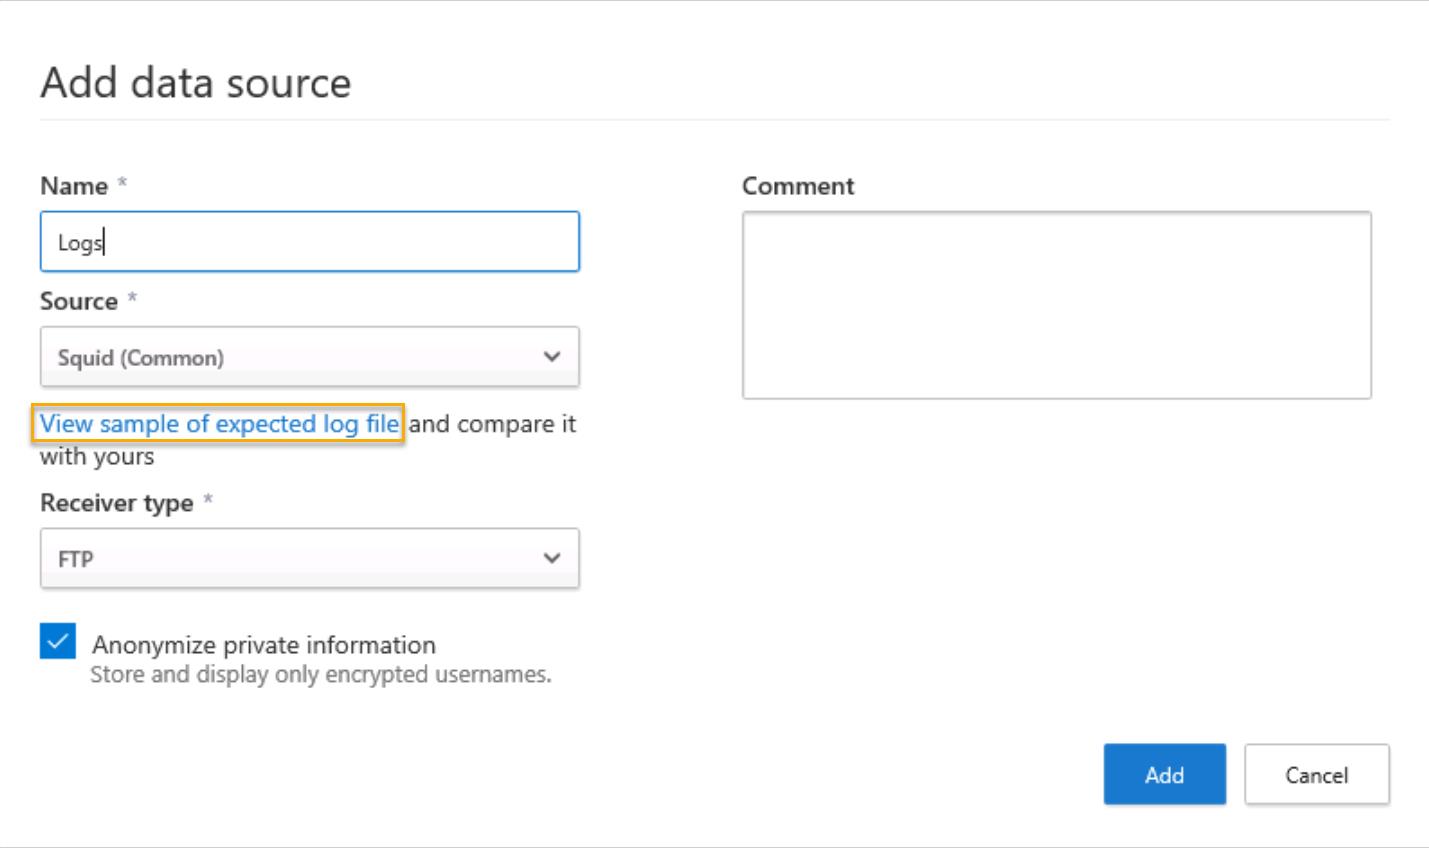 Add data source
Name *
Logs
Source *
Squid (Common)
View sample of expected log file and compare it
with yours
Receiver type *
FTP
Anonymize private information
Store and display only encrypted usernames.
Comment
Add
Cancel